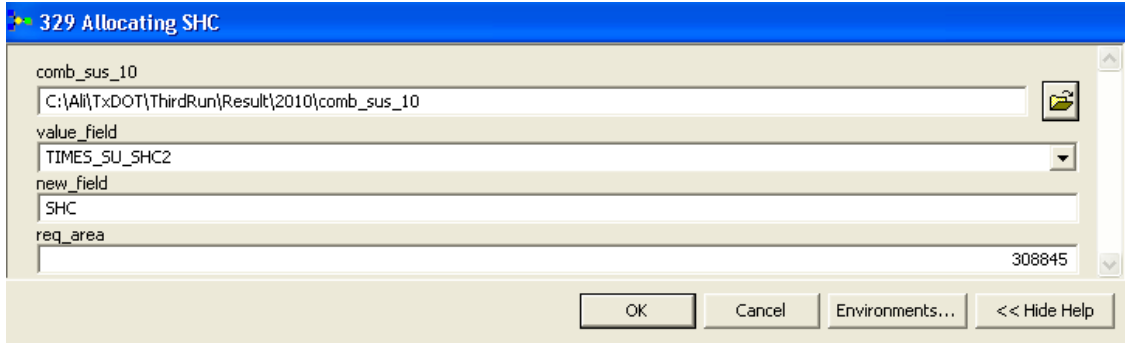 329 Allocating SHC
comb_sus_10
C:\Ali\TxDOT\ThirdRun\Result\2010\comb_sus_10
value_field
TIMES_SU_SHC2
new_field
SHC
req_area
308845
OK Cancel Environments... << Hide Help